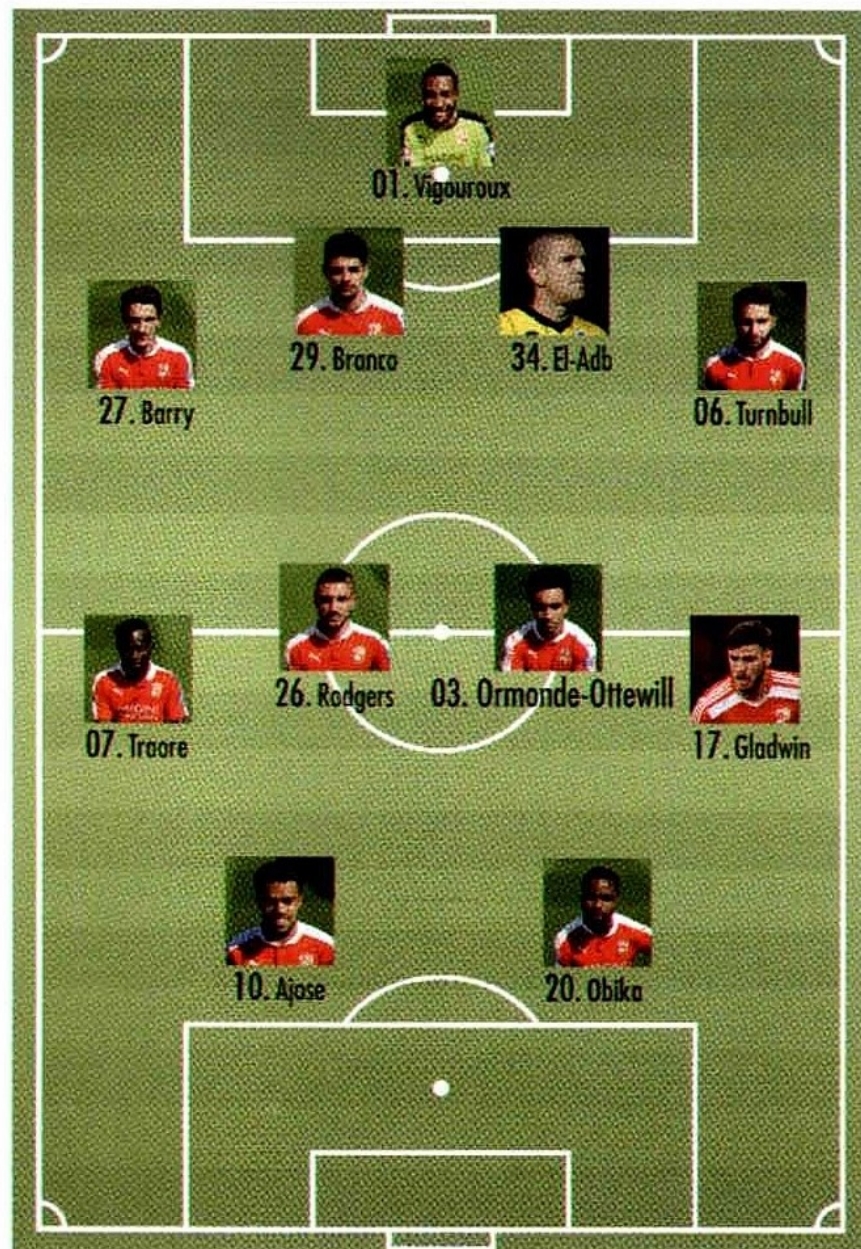 01. Vigouroux
29. Branco
34. El-Adb
27. Barry
06. Turnbull
26. Rodgers
03. Ormonde-Ottewill
07. Traore
17. Gladwin
10. Ajose
20. Obika